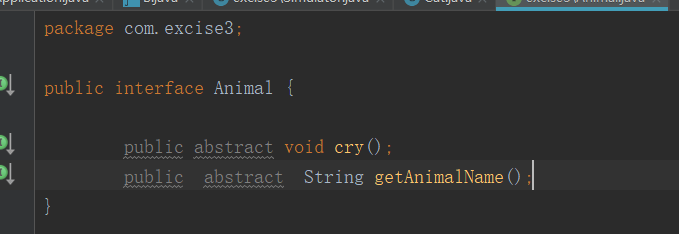 package com.excise3;
public interface Animal {
public abstract void cry();
public  abstract  String getAnimalName();
}